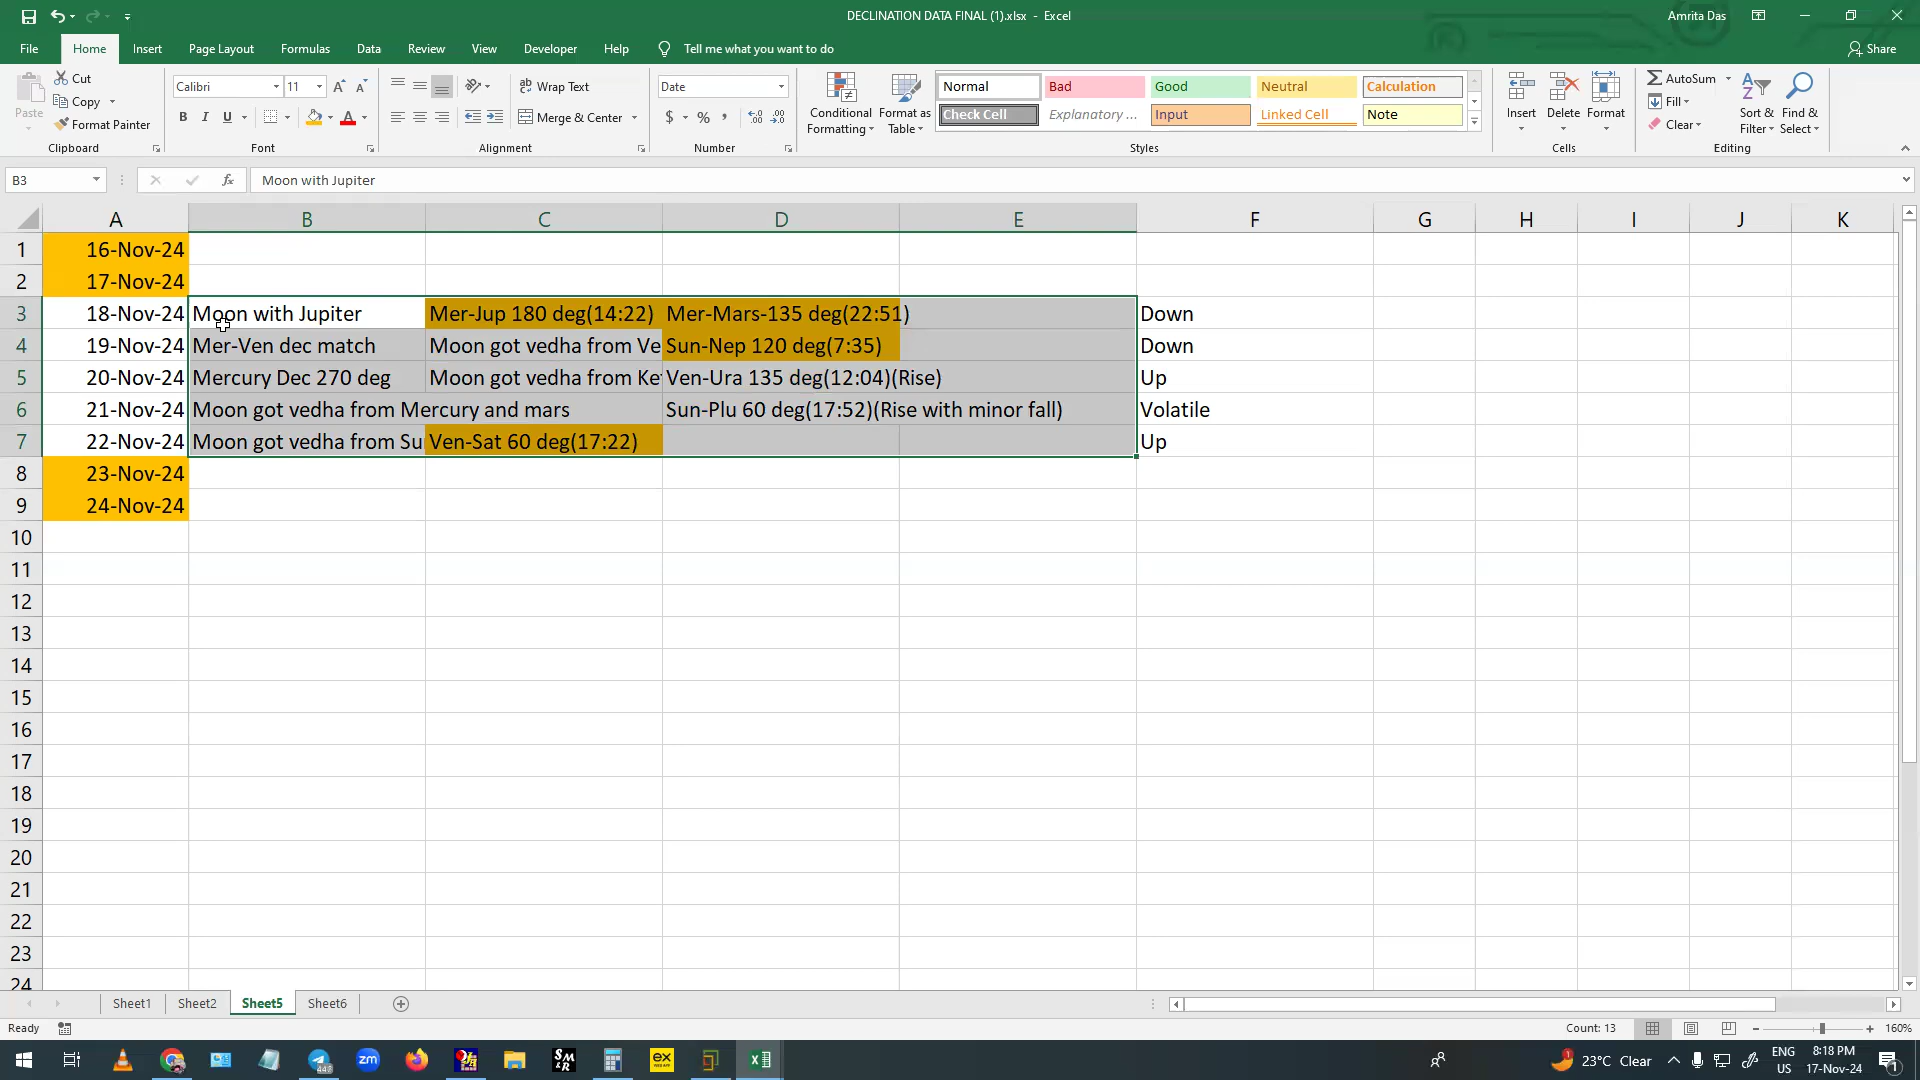 DECLINATION DATA FINAL (1).xlsx - Excel
Amrita Das
File Home Insert Page Layout Formulas Data Review View Developer Help Tell me what you want to do
Share
Paste
Cut
Copy
Format Painter
Clipboard
Calibri 11
B I U
Font
Wrap Text
Merge & Center
Alignment
Date
$ % ,
Number
Conditional Formatting
Format as Table
Normal Bad Good Neutral Calculation
Check Cell Explanatory ... Input Linked Cell Note
Styles
Insert Delete Format
Cells
AutoSum
Fill
Clear
Sort & Filter
Find & Select
Editing
B3
fx
Moon with Jupiter
A B C D E F G H I J K
1 16-Nov-24
2 17-Nov-24
3 18-Nov-24 Moon with Jupiter Mer-Jup 180 deg(14:22) Mer-Mars-135 deg(22:51) Down
4 19-Nov-24 Mer-Ven dec match Moon got vedha from Ve Sun-Nep 120 deg(7:35) Down
5 20-Nov-24 Mercury Dec 270 deg Moon got vedha from Ke Ven-Ura 135 deg(12:04)(Rise) Up
6 21-Nov-24 Moon got vedha from Mercury and mars Sun-Plu 60 deg(17:52)(Rise with minor fall) Volatile
7 22-Nov-24 Moon got vedha from Su Ven-Sat 60 deg(17:22) Up
8 23-Nov-24
9 24-Nov-24
10
11
12
13
14
15
16
17
18
19
20
21
22
23
24
Sheet1 Sheet2 Sheet5 Sheet6
Ready
Count: 13
160%
23°C Clear
ENG
US
8:18 PM
17-Nov-24